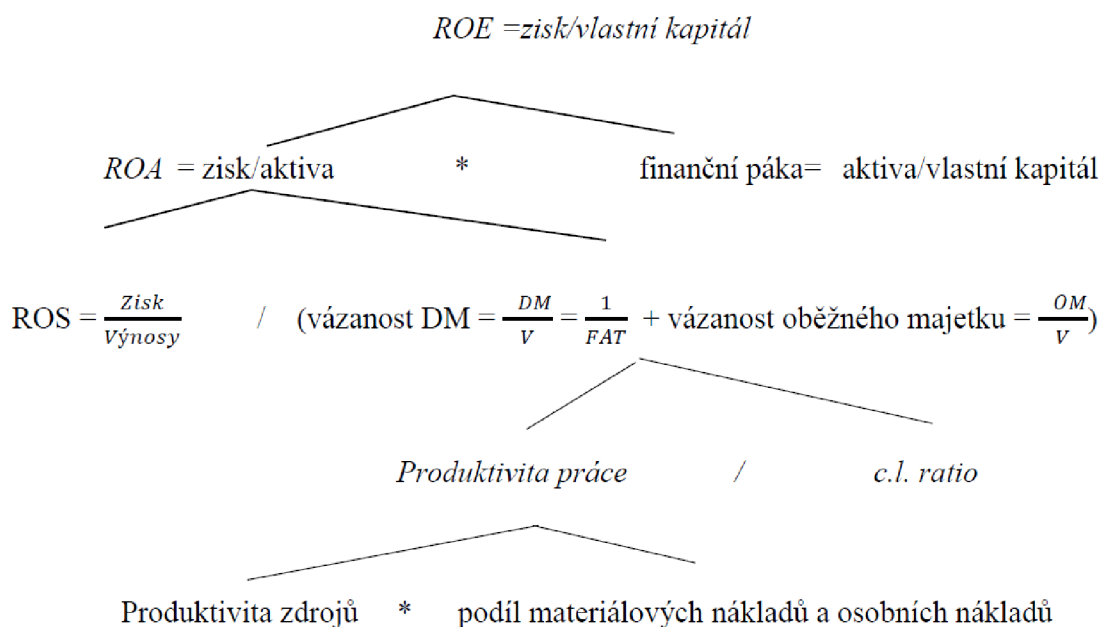 ROE =zisk/vlastní kapitál
ROA = zisk/aktiva * finanční páka= aktiva/vlastní kapitál
ROS = Zisk/Výnosy / (vázanost DM = DM/V = 1/FAT + vázanost oběžného majetku = OM/V)
Produktivita práce / c.l. ratio
Produktivita zdrojů * podíl materiálových nákladů a osobních nákladů